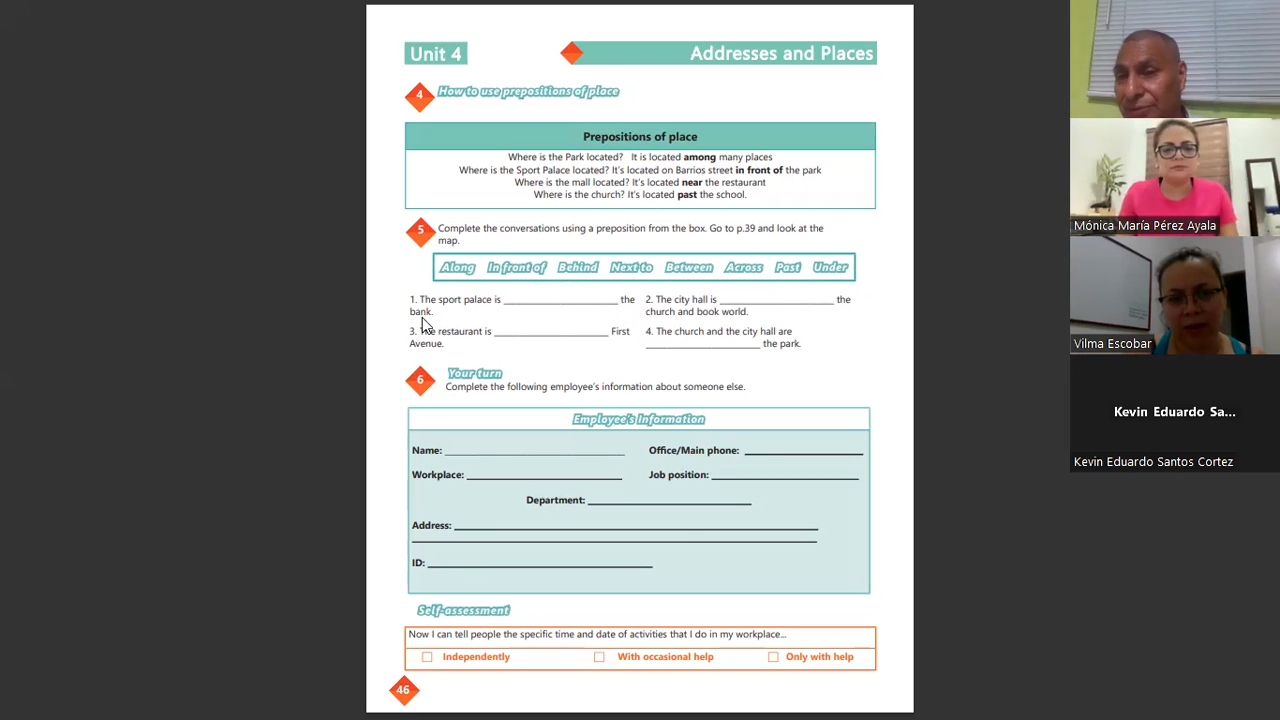 Unit 4
Addresses and Places
4
How to use prepositions of place
Prepositions of place
Where is the Park located? It is located among many places
Where is the Sport Palace located? It's located on Barrios street in front of the park
Where is the mall located? It's located near the restaurant
Where is the church? It's located past the school.
5
Complete the conversations using a preposition from the box. Go to p.39 and look at the
map.
Along In front of Behind Next to Between Across Past Under
1. The sport palace is ____________________ the
bank.
2. The city hall is ____________________ the
church and book world.
3. The restaurant is ____________________ First
Avenue.
4. The church and the city hall are
____________________ the park.
6
Your turn
Complete the following employee's information about someone else.
Employee's Information
Name: ____________________
Office/Main phone: ____________________
Workplace: ____________________
Job position: ____________________
Department: ____________________
Address: ____________________
ID: ____________________
Self-assessment
Now I can tell people the specific time and date of activities that I do in my workplace...
Independently
With occasional help
Only with help
46
Mónica María Pérez Ayala
Vilma Escobar
Kevin Eduardo Sa...
Kevin Eduardo Santos Cortez